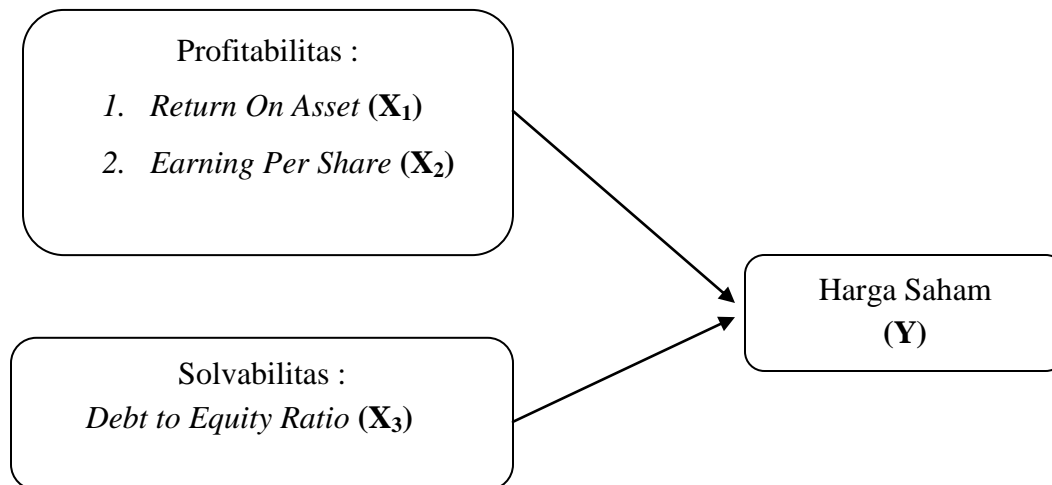 Profitabilitas :
1. Return On Asset (X₁)
2. Earning Per Share (X₂)
Harga Saham
(Y)
Solvabilitas :
Debt to Equity Ratio (X₃)